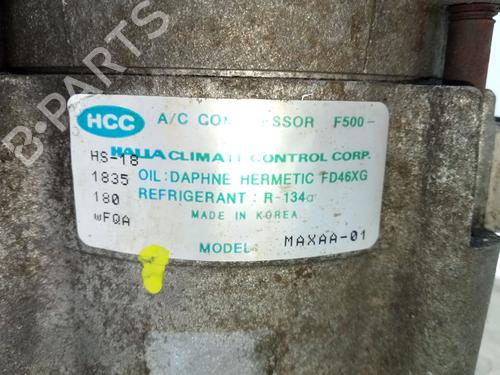 HCC A/C COMPRESSOR F500-
HALLA CLIMATE CONTROL CORP.
HS-18
1835 OIL: DAPHNE HERMETIC FD46XG
180 REFRIGERANT: R-134a
wFQA MADE IN KOREA
MODEL: MAXAA-01
B-PARTS